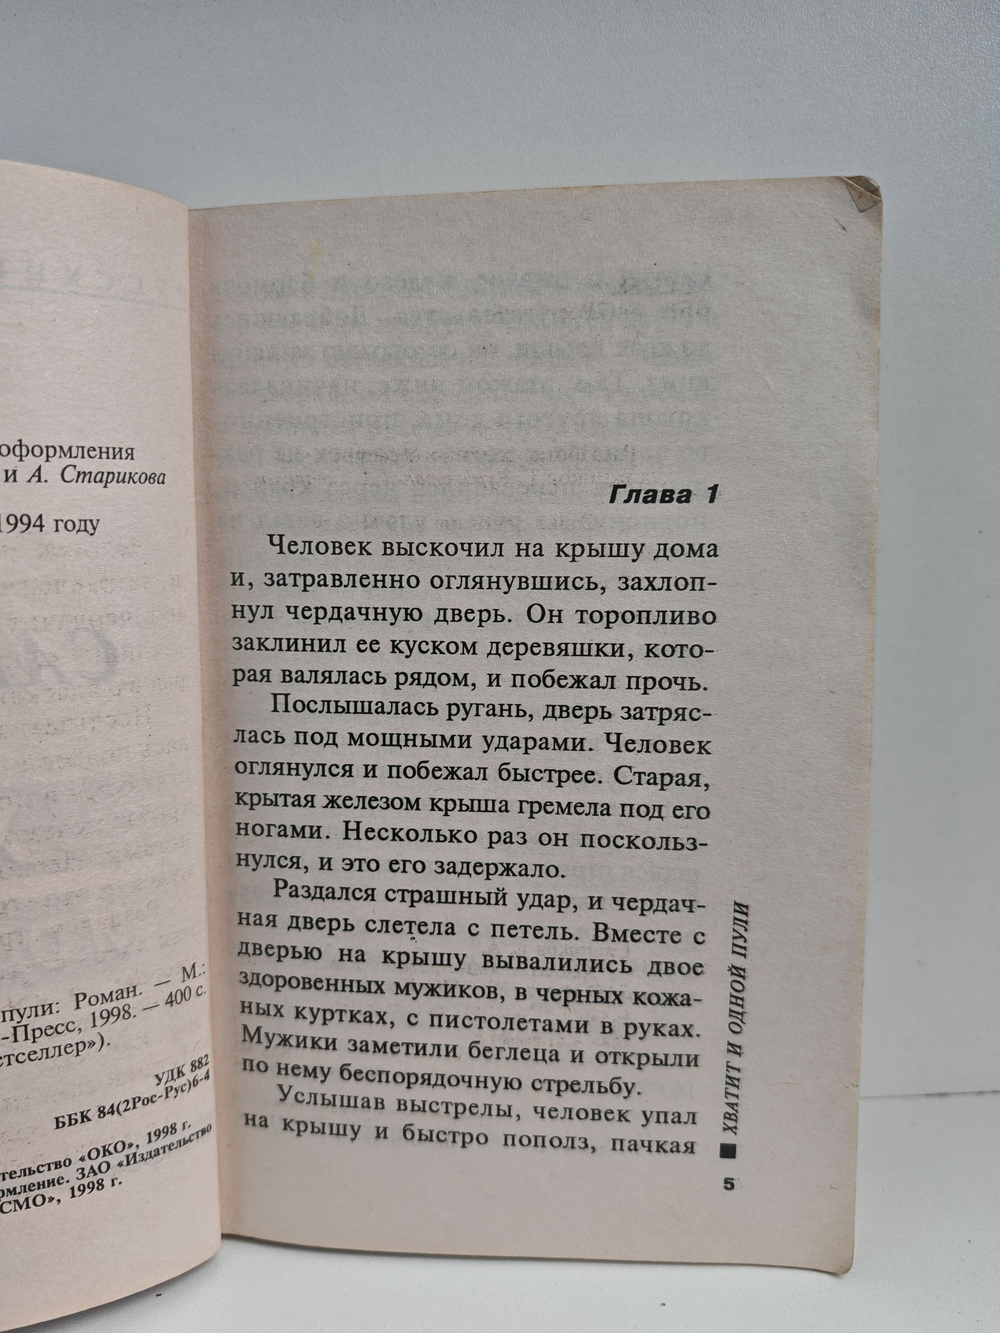 оформления
и А. Старикова
1994 году
пули: Роман. — М.:
-Пресс, 1998. — 400 с.
стселлер»).
УДК 882
ББК 84(2Рос-Рус)6-4
тельство «ОКО», 1998 г.
рмление. ЗАО «Издательство
СМО», 1998 г.
Глава 1
Человек выскочил на крышу дома
и, затравленно оглянувшись, захлоп-
нул чердачную дверь. Он торопливо
заклинил ее куском деревяшки, кото-
рая валялась рядом, и побежал прочь.
Послышалась ругань, дверь затряс-
лась под мощными ударами. Человек
оглянулся и побежал быстрее. Старая,
крытая железом крыша гремела под его
ногами. Несколько раз он поскольз-
нулся, и это его задержало.
Раздался страшный удар, и чердач-
ная дверь слетела с петель. Вместе с
дверью на крышу вывалились двое
здоровенных мужиков, в черных кожа-
ных куртках, с пистолетами в руках.
Мужики заметили беглеца и открыли
по нему беспорядочную стрельбу.
Услышав выстрелы, человек упал
на крышу и быстро пополз, пачкая
ХВАТИТ И ОДНОЙ ПУЛИ
5